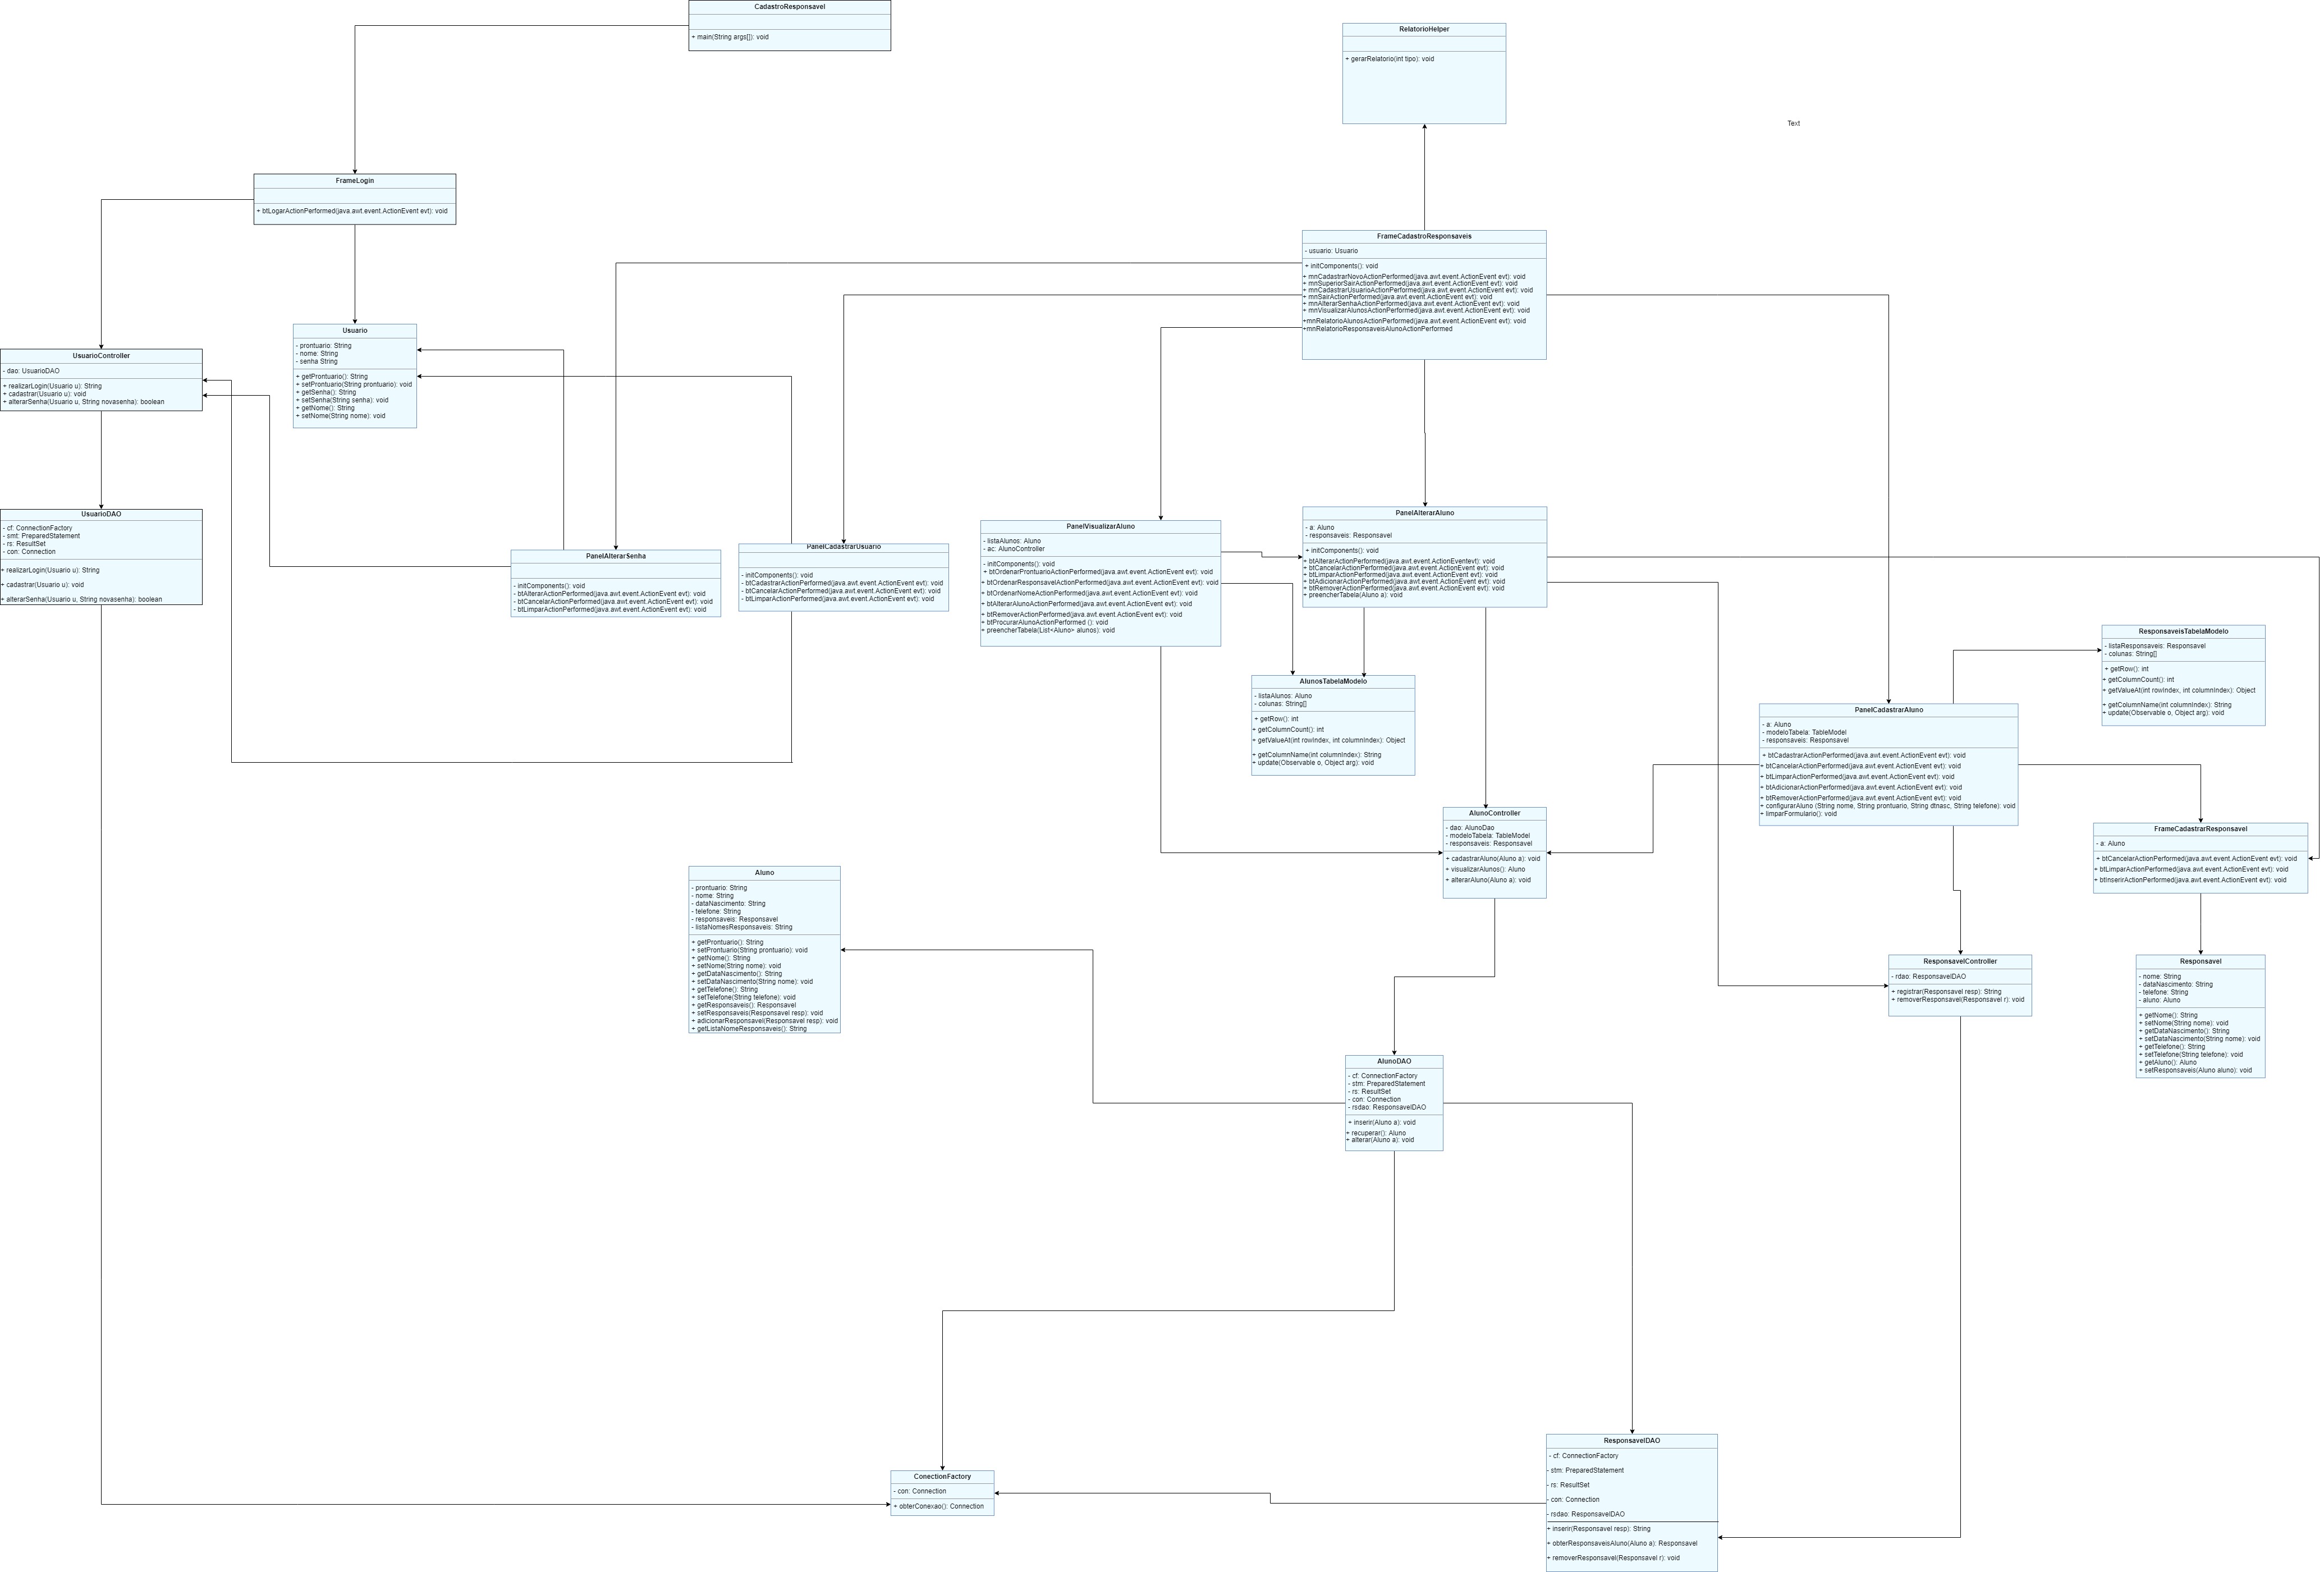 CadastroResponsavel
+ main(String args[]): void
RelatorioHelper
+ gerarRelatorio(int tipo): void
Text
FrameLogin
+ btLogarActionPerformed(java.awt.event.ActionEvent evt): void
FrameCadastroResponsaveis
- usuario: Usuario
+ initComponents(): void
+ mnCadastrarNovoActionPerformed(java.awt.event.ActionEvent evt): void
+ mnSuperiorSairActionPerformed(java.awt.event.ActionEvent evt): void
+ mnCadastrarUsuarioActionPerformed(java.awt.event.ActionEvent evt): void
+ mnSairActionPerformed(java.awt.event.ActionEvent evt): void
+ mnAlterarSenhaActionPerformed(java.awt.event.ActionEvent evt): void
+ mnVisualizarAlunosActionPerformed(java.awt.event.ActionEvent evt): void
+mnRelatorioAlunosActionPerformed(java.awt.event.ActionEvent evt): void
+mnRelatorioResponsaveisAlunoActionPerformed
Usuario
- prontuario: String
- nome: String
- senha String
+ getProntuario(): String
+ setProntuario(String prontuario): void
+ getSenha(): String
+ setSenha(String senha): void
+ getNome(): String
+ setNome(String nome): void
UsuarioController
- dao: UsuarioDAO
+ realizarLogin(Usuario u): String
+ cadastrar(Usuario u): void
+ alterarSenha(Usuario u, String novasenha): boolean
UsuarioDAO
- cf: ConnectionFactory
- smt: PreparedStatement
- rs: ResultSet
- con: Connection
+ realizarLogin(Usuario u): String
+ cadastrar(Usuario u): void
+ alterarSenha(Usuario u, String novasenha): boolean
PanelAlterarSenha
- initComponents(): void
- btAlterarActionPerformed(java.awt.event.ActionEvent evt): void
- btCancelarActionPerformed(java.awt.event.ActionEvent evt): void
- btLimparActionPerformed(java.awt.event.ActionEvent evt): void
PanelCadastrarUsuario
- initComponents(): void
- btCadastrarActionPerformed(java.awt.event.ActionEvent evt): void
- btCancelarActionPerformed(java.awt.event.ActionEvent evt): void
- btLimparActionPerformed(java.awt.event.ActionEvent evt): void
PanelVisualizarAluno
- listaAlunos: Aluno
- ac: AlunoController
- initComponents(): void
+ btOrdenarProntuarioActionPerformed(java.awt.event.ActionEvent evt): void
+ btOrdenarResponsavelActionPerformed(java.awt.event.ActionEvent evt): void
+ btOrdenarNomeActionPerformed(java.awt.event.ActionEvent evt): void
+ btAlterarAlunoActionPerformed(java.awt.event.ActionEvent evt): void
+ btRemoverActionPerformed(java.awt.event.ActionEvent evt): void
+ btProcurarAlunoActionPerformed (): void
+ preencherTabela(List<Aluno> alunos): void
PanelAlterarAluno
- a: Aluno
- responsaveis: Responsavel
+ initComponents(): void
+ btAlterarActionPerformed(java.awt.event.ActionEventevt): void
+ btCancelarActionPerformed(java.awt.event.ActionEvent evt): void
+ btLimparActionPerformed(java.awt.event.ActionEvent evt): void
+ btAdicionarActionPerformed(java.awt.event.ActionEvent evt): void
+ btRemoverActionPerformed(java.awt.event.ActionEvent evt): void
+ preencherTabela(Aluno a): void
AlunosTabelaModelo
- listaAlunos: Aluno
- colunas: String[]
+ getRow(): int
+ getColumnCount(): int
+ getValueAt(int rowIndex, int columnIndex): Object
+ getColumnName(int columnIndex): String
+ update(Observable o, Object arg): void
ResponsaveisTabelaModelo
- listaResponsaveis: Responsavel
- colunas: String[]
+ getRow(): int
+ getColumnCount(): int
+ getValueAt(int rowIndex, int columnIndex): Object
+ getColumnName(int columnIndex): String
+ update(Observable o, Object arg): void
PanelCadastrarAluno
- a: Aluno
- modeloTabela: TableModel
- responsaveis: Responsavel
+ btCadastrarActionPerformed(java.awt.event.ActionEvent evt): void
+ btCancelarActionPerformed(java.awt.event.ActionEvent evt): void
+ btLimparActionPerformed(java.awt.event.ActionEvent evt): void
+ btAdicionarActionPerformed(java.awt.event.ActionEvent evt): void
+ btRemoverActionPerformed(java.awt.event.ActionEvent evt): void
+ configurarAluno (String nome, String prontuario, String dtnasc, String telefone): void
+ limparFormulario(): void
AlunoController
- dao: AlunoDao
- modeloTabela: TableModel
- responsaveis: Responsavel
+ cadastrarAluno(Aluno a): void
+ visualizarAlunos(): Aluno
+ alterarAluno(Aluno a): void
FrameCadastrarResponsavel
- a: Aluno
+ btCancelarActionPerformed(java.awt.event.ActionEvent evt): void
+ btLimparActionPerformed(java.awt.event.ActionEvent evt): void
+ btInserirActionPerformed(java.awt.event.ActionEvent evt): void
Aluno
- prontuario: String
- nome: String
- dataNascimento: String
- telefone: String
- responsaveis: Responsavel
- listaNomesResponsaveis: String
+ getProntuario(): String
+ setProntuario(String prontuario): void
+ getNome(): String
+ setNome(String nome): void
+ getDataNascimento(): String
+ setDataNascimento(String nome): void
+ getTelefone(): String
+ setTelefone(String telefone): void
+ getResponsaveis(): Responsavel
+ setResponsaveis(Responsavel resp): void
+ adicionarResponsavel(Responsavel resp): void
+ getListaNomeResponsaveis(): String
ResponsavelController
- rdao: ResponsavelDAO
+ registrar(Responsavel resp): String
+ removerResponsavel(Responsavel r): void
Responsavel
- nome: String
- dataNascimento: String
- telefone: String
- aluno: Aluno
+ getNome(): String
+ setNome(String nome): void
+ getDataNascimento(): String
+ setDataNascimento(String nome): void
+ getTelefone(): String
+ setTelefone(String telefone): void
+ getAluno(): Aluno
+ setResponsaveis(Aluno aluno): void
AlunoDAO
- cf: ConnectionFactory
- stm: PreparedStatement
- rs: ResultSet
- con: Connection
- rsdao: ResponsavelDAO
+ inserir(Aluno a): void
+ recuperar(): Aluno
+ alterar(Aluno a): void
ResponsavelDAO
- cf: ConnectionFactory
- stm: PreparedStatement
- rs: ResultSet
- con: Connection
- rsdao: ResponsavelDAO
+ inserir(Responsavel resp): String
+ obterResponsaveisAluno(Aluno a): Responsavel
+ removerResponsavel(Responsavel r): void
ConectionFactory
- con: Connection
+ obterConexao(): Connection